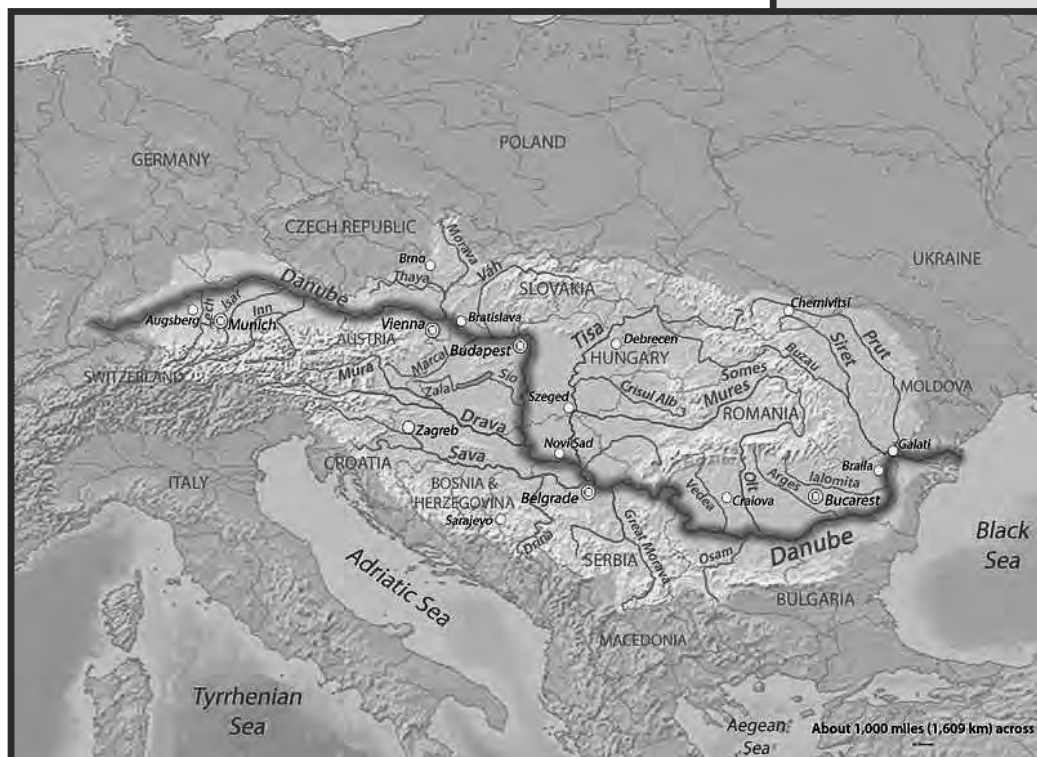 POLAND
GERMANY
CZECH REPUBLIC
Morava
Brno
UKRAINE
Thaya
Vah
Danube
SLOVAKIA
Chernivitsi
Lech
Isar
Inn
Augsberg
Munich
Vienna
Bratislava
Tisa
Prut
AUSTRIA
Debrecen
Siret
Budapest
HUNGARY
Buzau
Marcal
SWITZERLAND
Mura
Zalal
Sio
Somes
Mures
MOLDOVA
Crisul Alb
Szeged
ROMANIA
Drava
Zagreb
Novi Sad
Galati
Sava
CROATIA
Braila
ITALY
BOSNIA &
HERZEGOVINA
Belgrade
Olt
Arges
Ialomita
Vedea
Craiova
Bucarest
Sarajevo
Great Morava
Black
Sea
Drina
Danube
SERBIA
Osam
Adriatic Sea
BULGARIA
MACEDONIA
Tyrrhenian
Sea
Aegean
Sea
About 1,000 miles (1,609 km) across